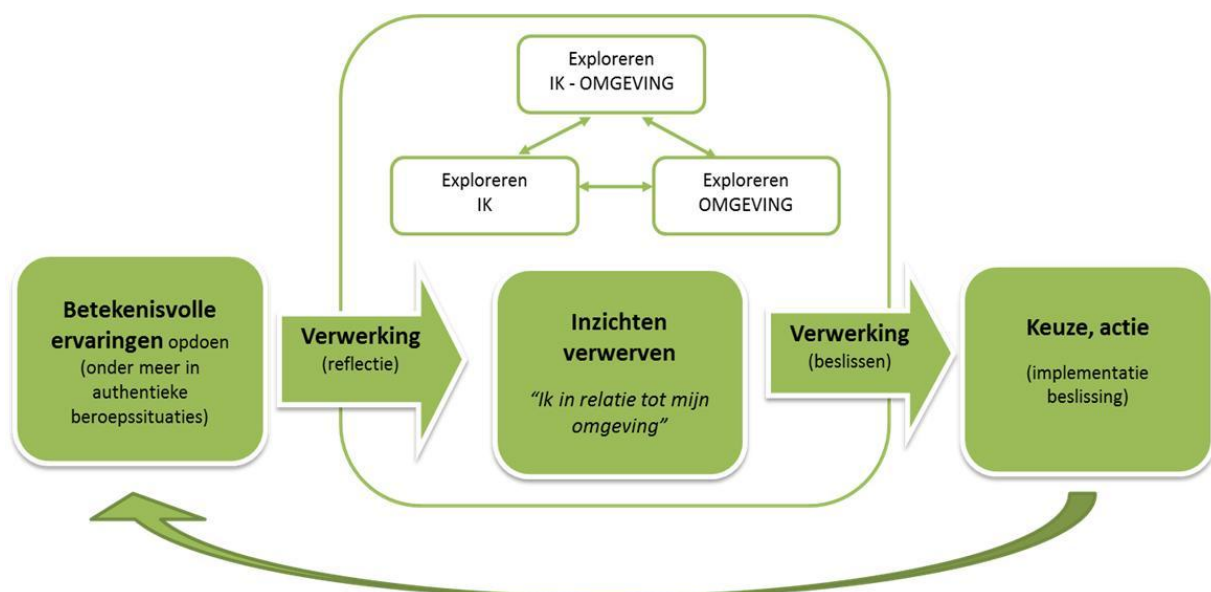 Exploreren
IK - OMGEVING
Exploreren
IK
Exploreren
OMGEVING
Betekenisvolle
ervaringen opdoen
(onder meer in
authentieke
beroepssituaties)
Verwerking
(reflectie)
Inzichten
verwerven
“Ik in relatie tot mijn
omgeving”
Verwerking
(beslissen)
Keuze, actie
(implementatie
beslissing)